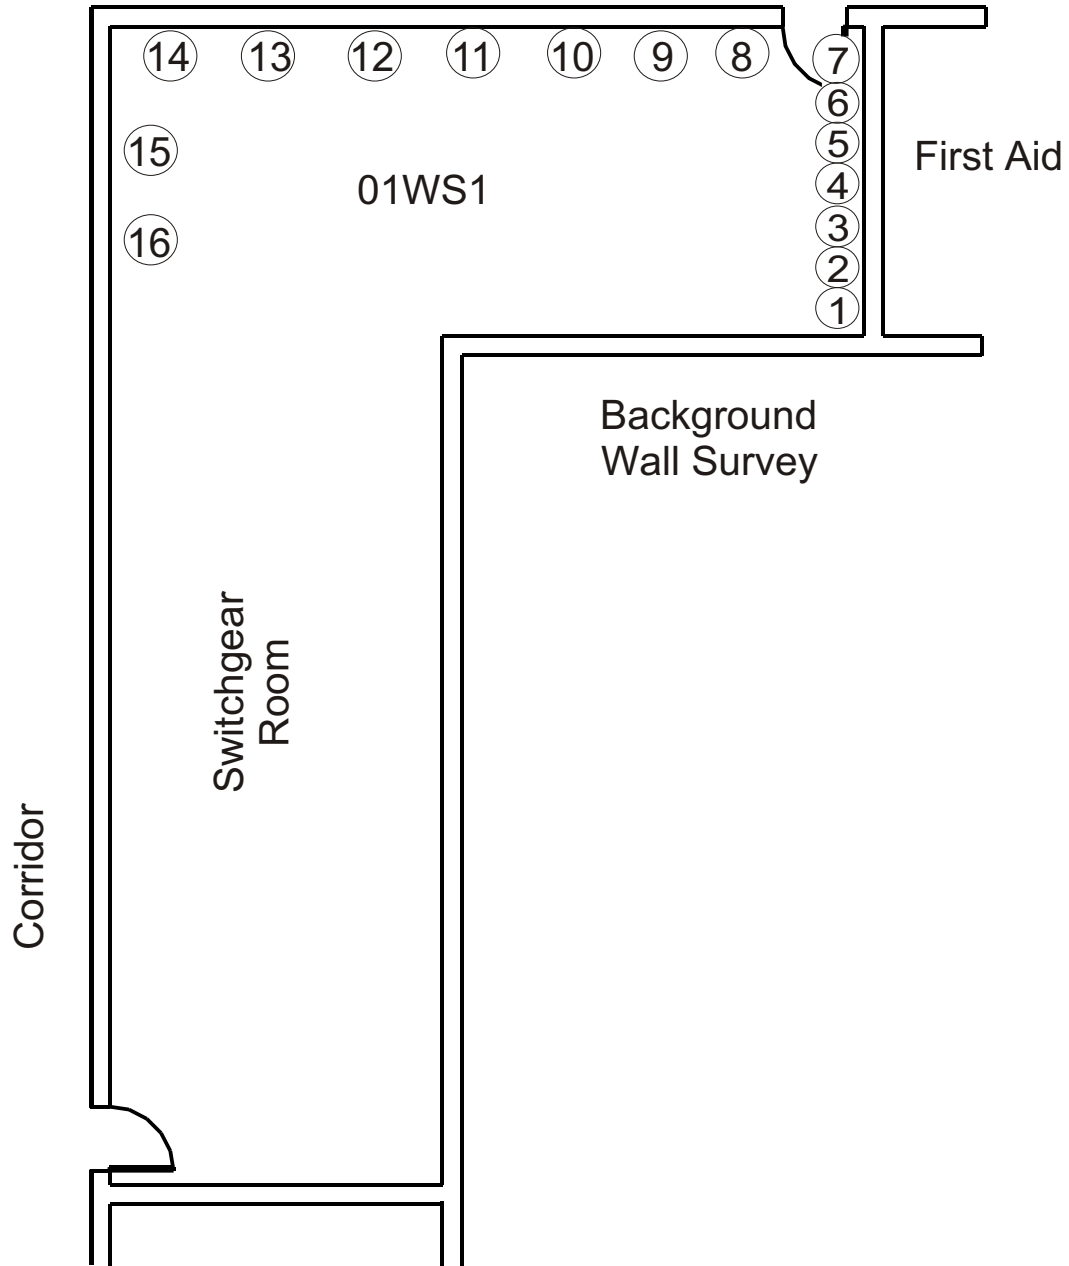 14 13 12 11 10 9 8 7
6
5
15
First Aid
4
01WS1
3
16
2
1
Background
Wall Survey
Switchgear
Room
Corridor